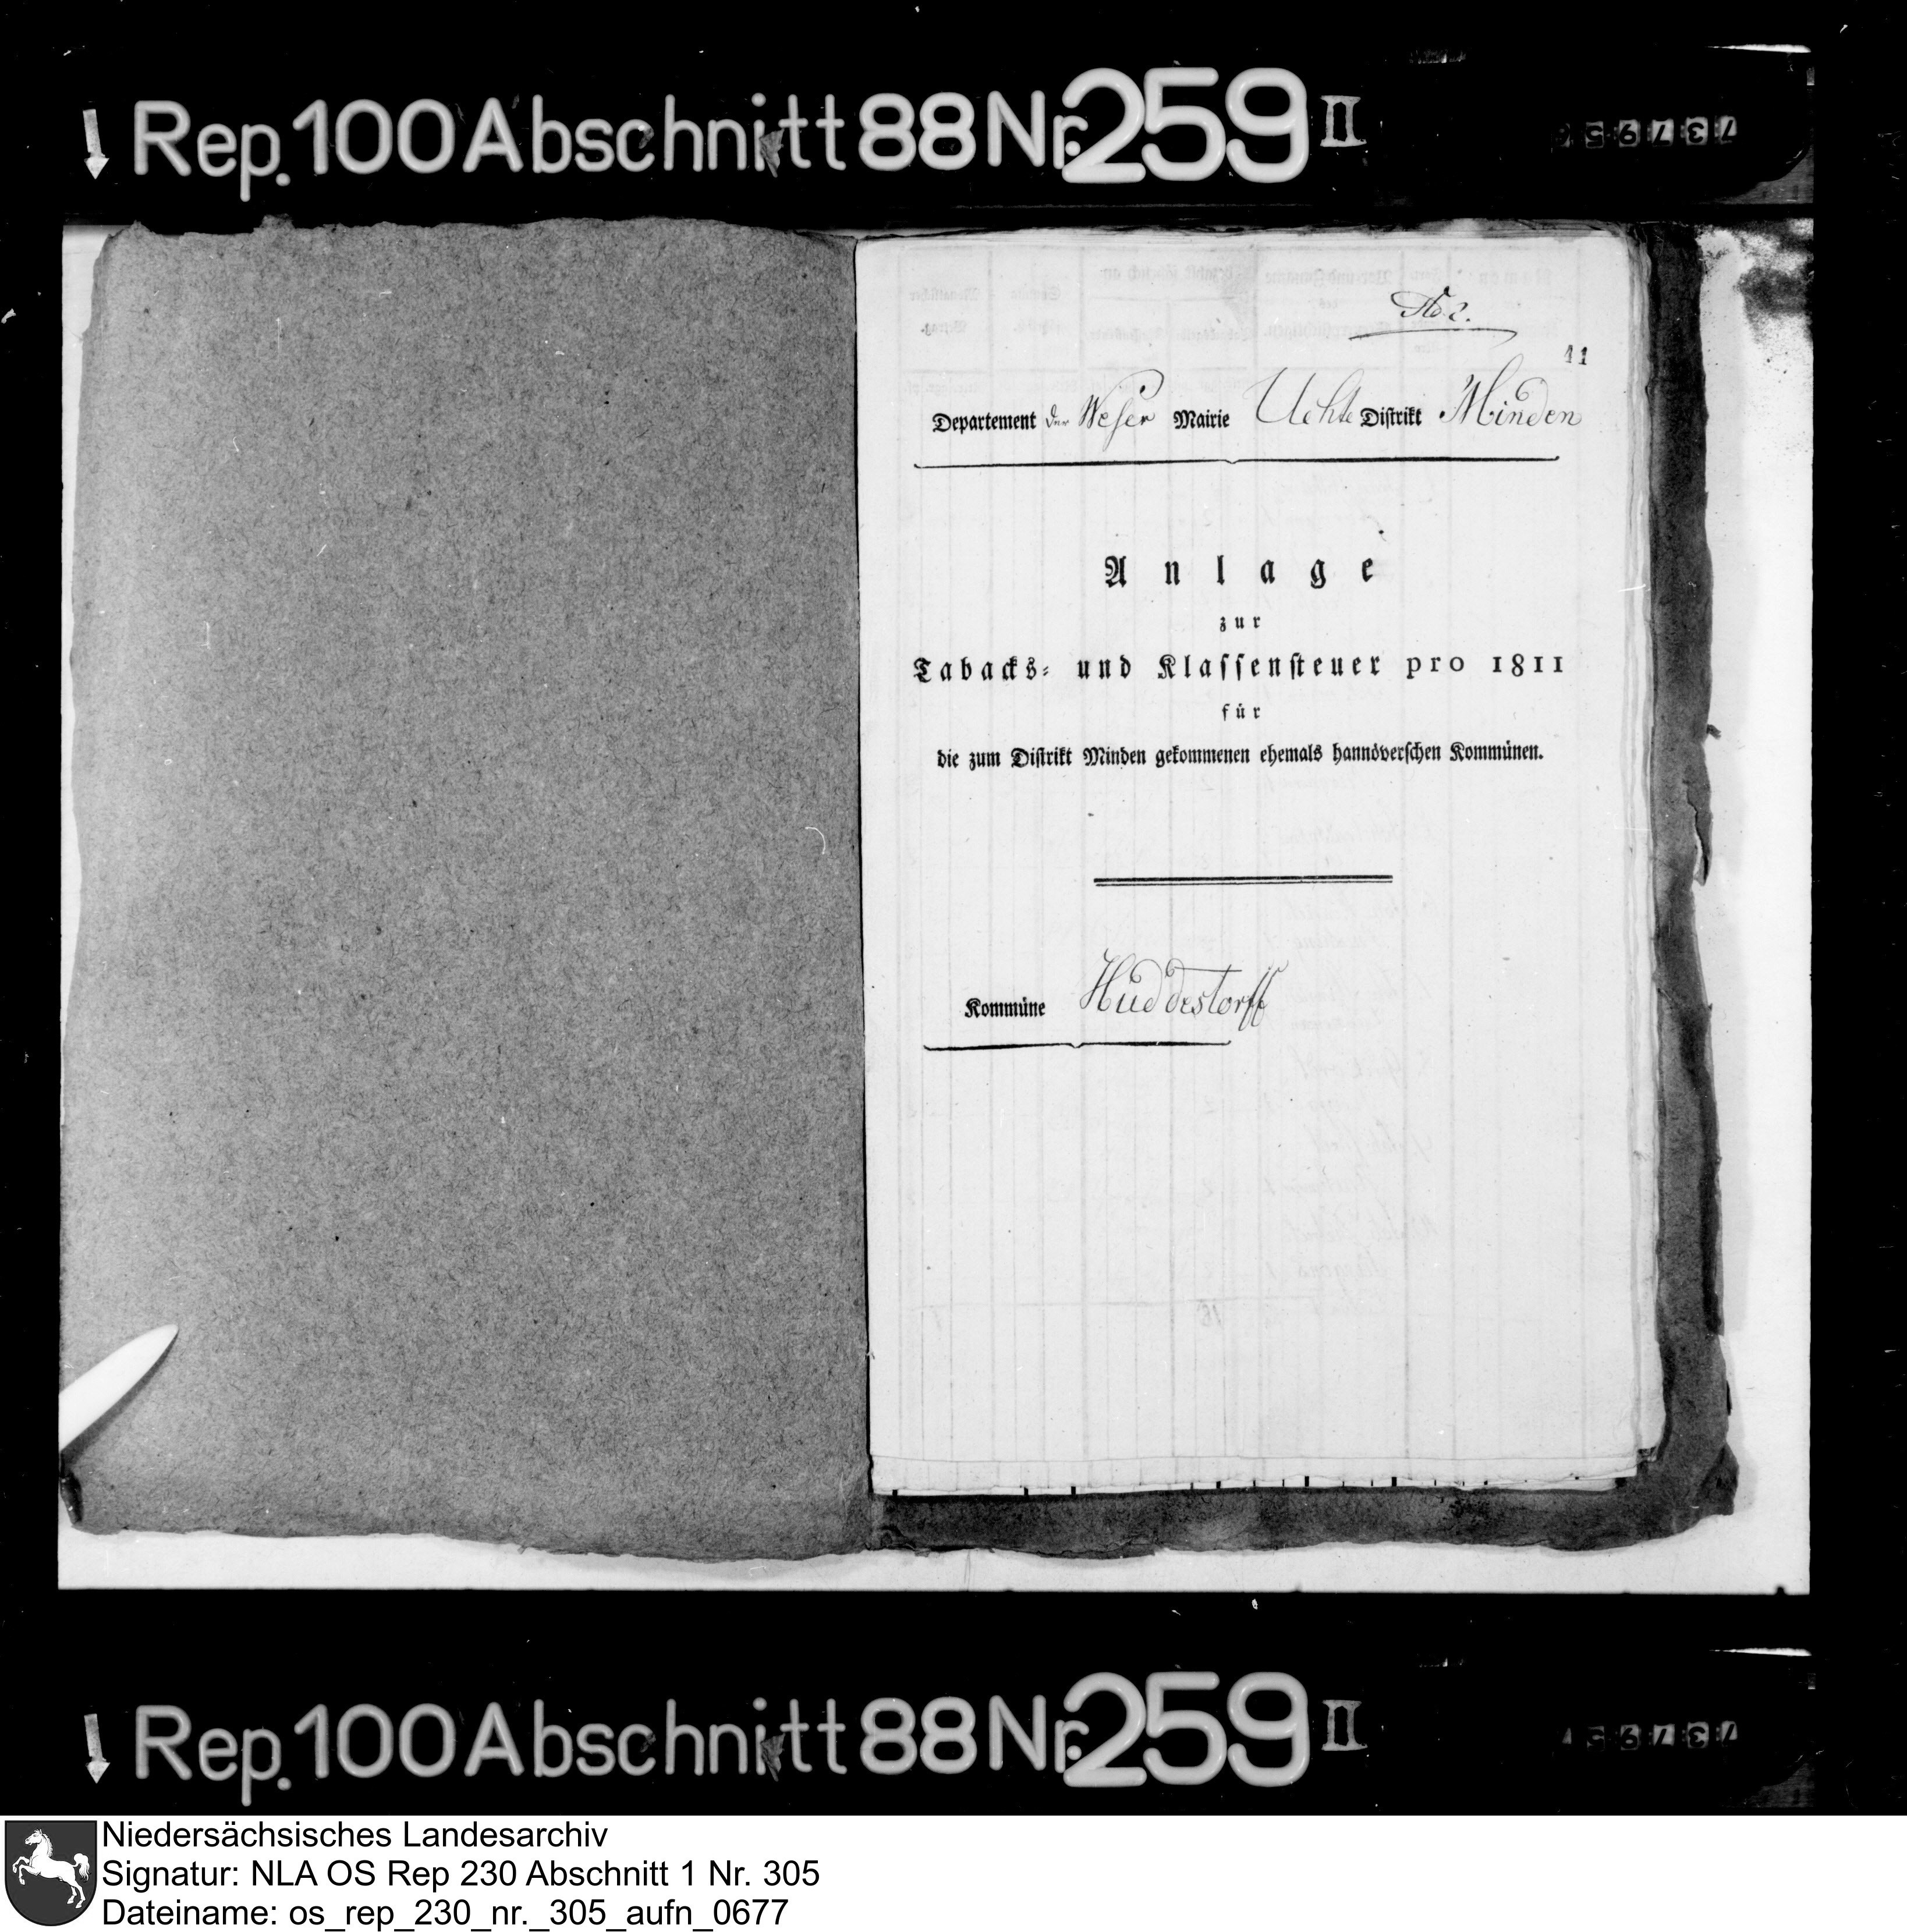 Rep. 100 Abschnitt 88 Nr. 259 II
No. 2.
11
Departement der Weser Mairie Uchte Distrikt Minden
Anlage
zur
Tabacks- und Klassensteuer pro 1811
für
die zum Distrikt Minden gekommenen ehemals hannöverschen Kommünen.
Kommüne Huddestorff
Rep. 100 Abschnitt 88 Nr. 259 II
Niedersächsisches Landesarchiv
Signatur: NLA OS Rep 230 Abschnitt 1 Nr. 305
Dateiname: os_rep_230_nr._305_aufn_0677